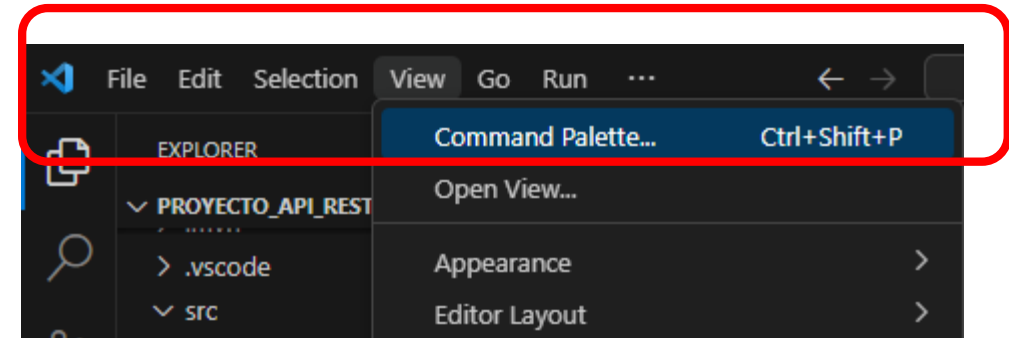 File Edit Selection View Go Run ...
EXPLORER
PROYECTO_API_REST
.vscode
src
Command Palette... Ctrl+Shift+P
Open View...
Appearance
Editor Layout